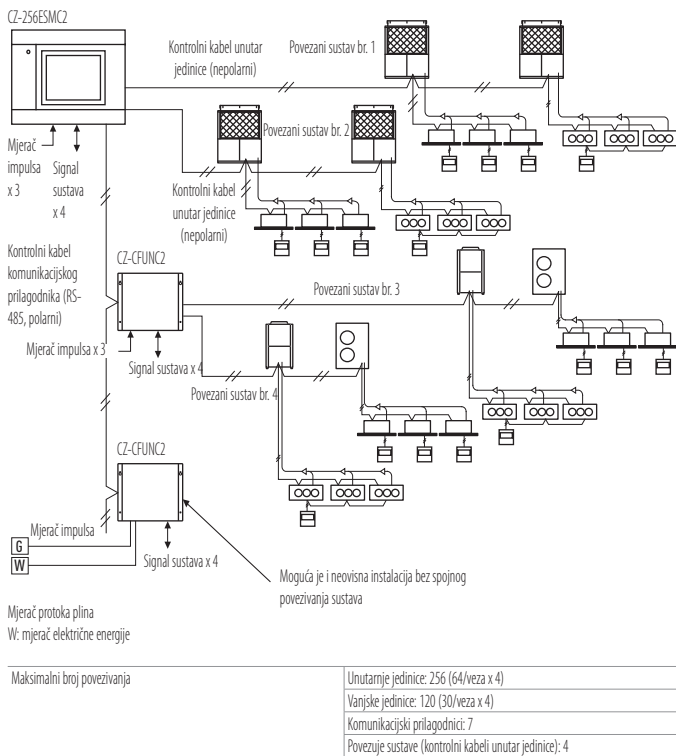 CZ-256ESMC2
Kontrolni kabel unutar
jedinice (nepolarni)
Povezani sustav br. 1
Povezani sustav br. 2
Mjerač
impulsa
x 3
Signal
sustava
x 4
Kontrolni kabel
unutar jedinice
(nepolarni)
Kontrolni kabel
komunikacijskog
prilagodnika (RS-
485, polarni)
CZ-CFUNC2
Povezani sustav br. 3
Mjerač impulsa x 3
Signal sustava x 4
Povezani sustav br. 4
CZ-CFUNC2
Mjerač impulsa
G
W
Signal sustava x 4
Moguća je i neovisna instalacija bez spojnog
povezivanja sustava
Mjerač protoka plina
W: mjerač električne energije
Maksimalni broj povezivanja
Unutarnje jedinice: 256 (64/veza x 4)
Vanjske jedinice: 120 (30/veza x 4)
Komunikacijski prilagodnici: 7
Povezuje sustave (kontrolni kabeli unutar jedinice): 4